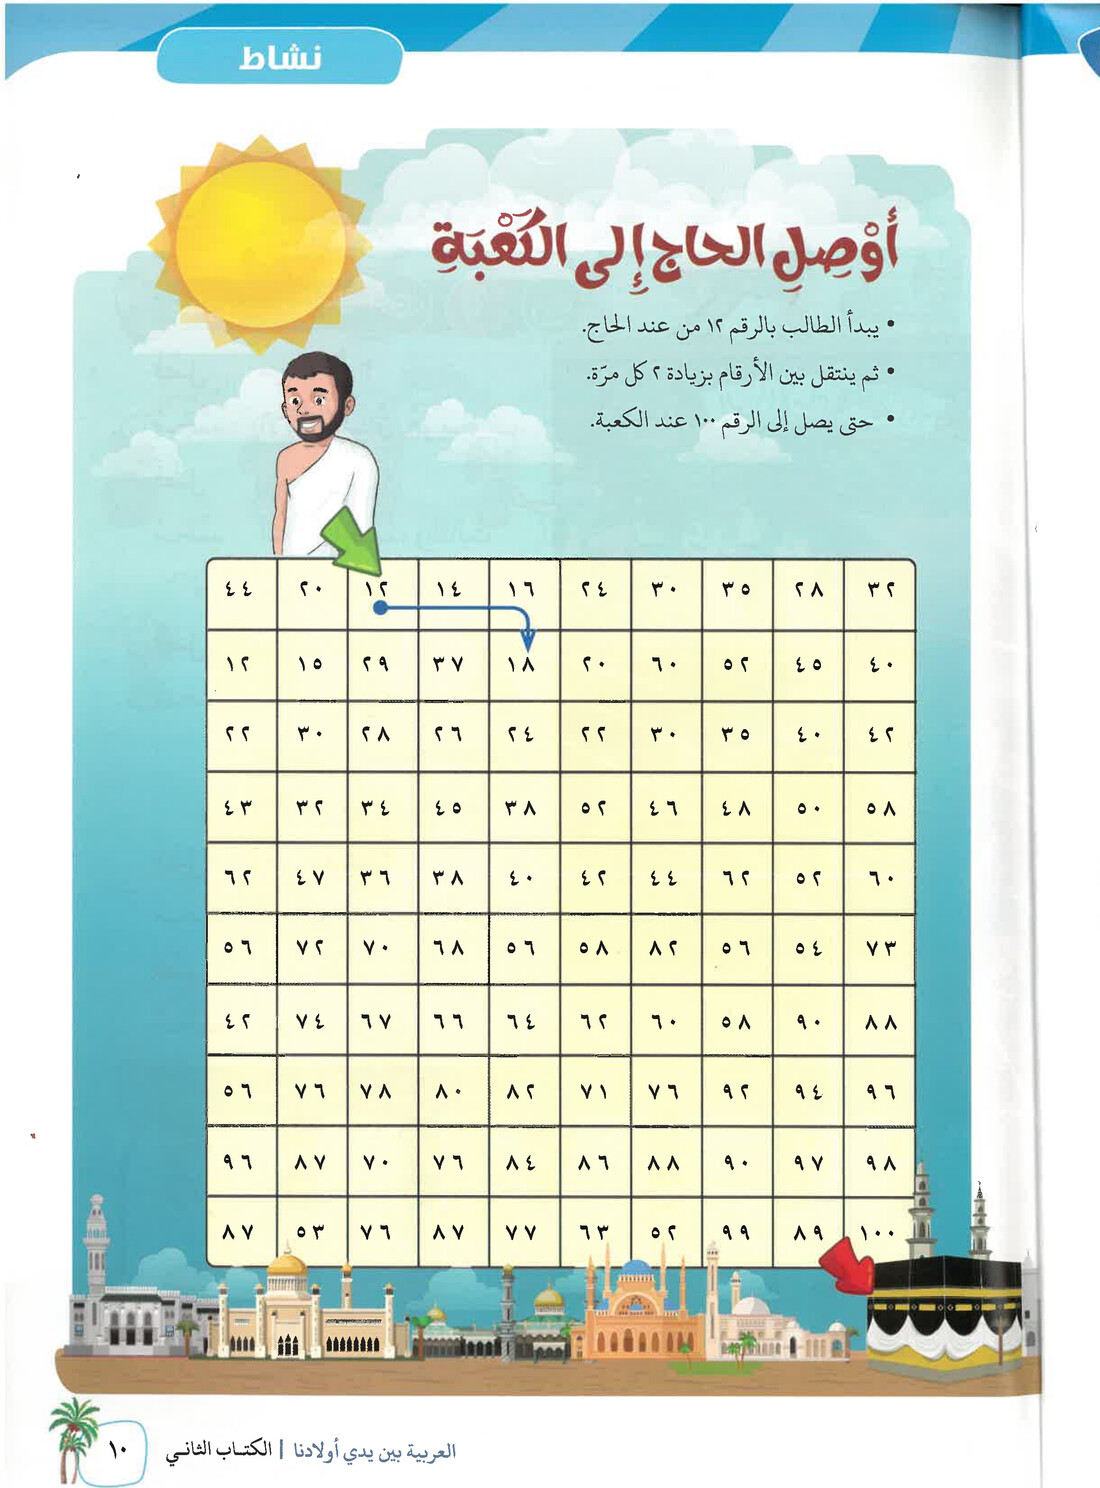 نشاط
أَوْصِلِ الحاج إِلى الكَعْبَةِ
• يبدأ الطالب بالرقم ١٢ من عند الحاج.
• ثم ينتقل بين الأرقام بزيادة ٢ كل مرّة.
• حتى يصل إلى الرقم ١٠٠ عند الكعبة.
٤٤ ٢٠ ١٢ ١٤ ١٦ ٢٤ ٣٠ ٣٥ ٢٨ ٣٢
١٢ ١٥ ٢٩ ٣٧ ١٨ ٢٠ ٦٠ ٥٢ ٤٥ ٤٠
٢٢ ٣٠ ٢٨ ٢٦ ٢٤ ٢٢ ٣٠ ٣٥ ٤٠ ٤٢
٤٣ ٣٢ ٣٤ ٤٥ ٣٨ ٥٢ ٤٦ ٤٨ ٥٠ ٥٨
٦٢ ٤٧ ٣٦ ٣٨ ٤٠ ٤٢ ٤٤ ٦٢ ٥٢ ٦٠
٥٦ ٧٢ ٧٠ ٦٨ ٥٦ ٥٨ ٨٢ ٥٦ ٥٤ ٧٣
٤٢ ٧٤ ٦٧ ٦٦ ٦٤ ٦٢ ٦٠ ٥٨ ٩٠ ٨٨
٥٦ ٧٦ ٧٨ ٨٠ ٨٢ ٧١ ٧٦ ٩٢ ٩٤ ٩٦
٩٦ ٨٧ ٧٠ ٧٦ ٨٤ ٨٦ ٨٨ ٩٠ ٩٧ ٩٨
٨٧ ٥٣ ٧٦ ٨٧ ٧٧ ٦٣ ٥٢ ٩٩ ٨٩ ١٠٠
العربية بين يدي أولادنا | الكتـاب الثانـي
١٠